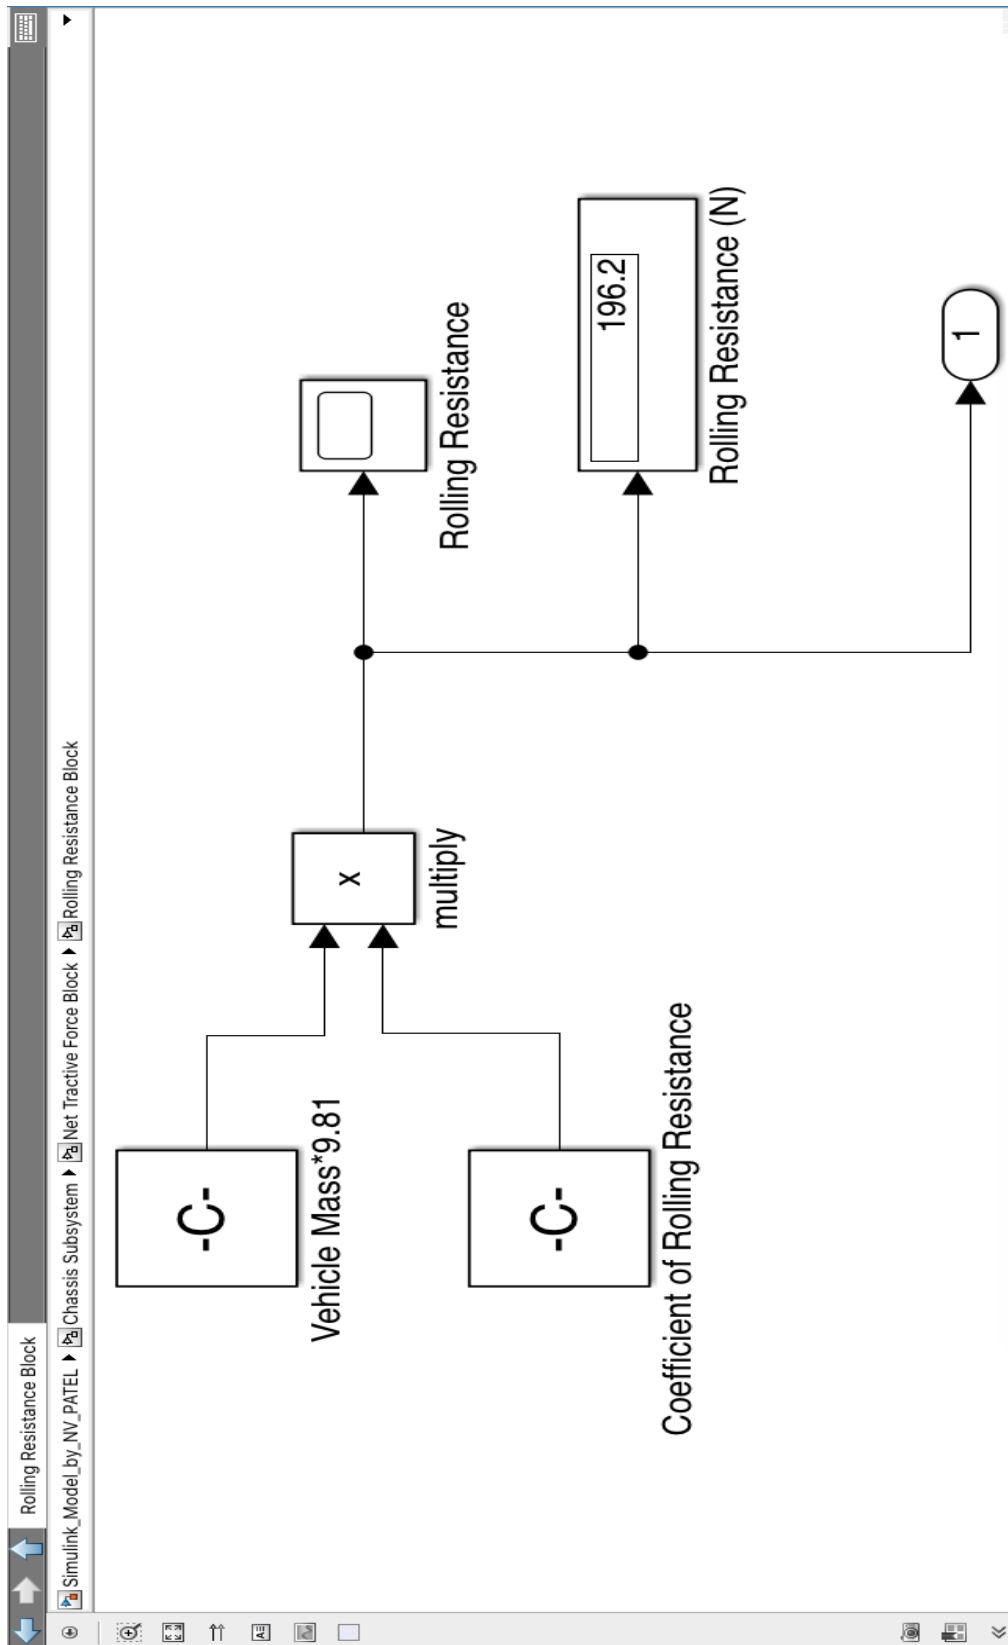 Rolling Resistance Block
Simulink_Model_by_NV_PATEL Chassis Subsystem Net Tractive Force Block Rolling Resistance Block
-C-
Vehicle Mass*9.81
-C-
Coefficient of Rolling Resistance
x
multiply
Rolling Resistance
196.2
Rolling Resistance (N)
1